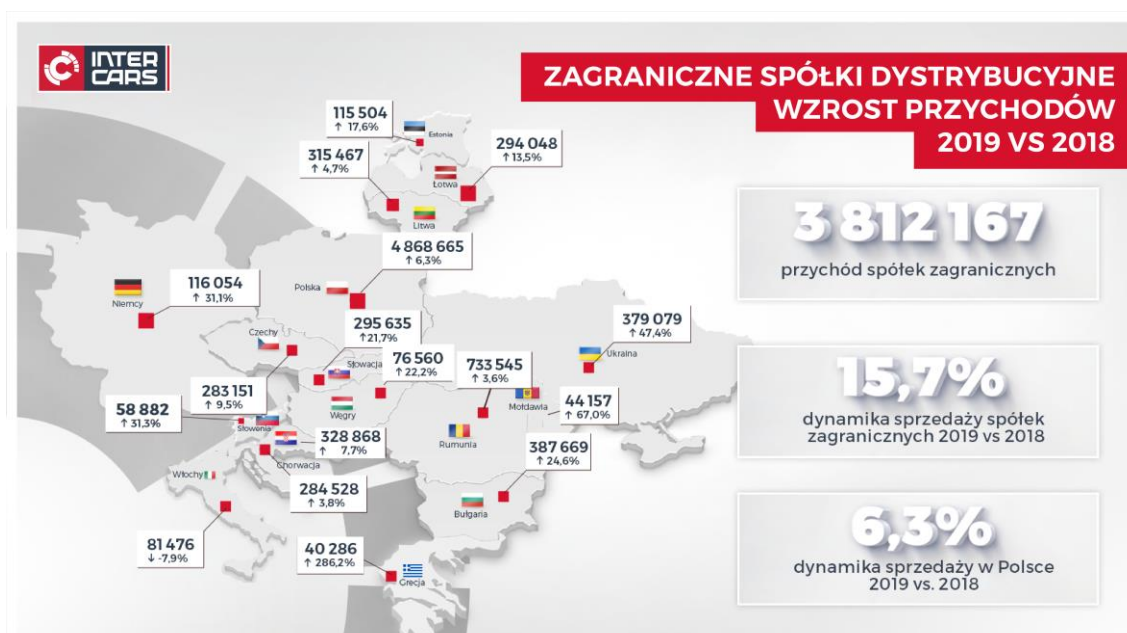 INTER
CARS
ZAGRANICZNE SPÓŁKI DYSTRYBUCYJNE
WZROST PRZYCHODÓW
2019 VS 2018
115 504
↑ 17,6%
Estonia
315 467
↑ 4,7%
294 048
↑ 13,5%
Łotwa
Litwa
4 868 665
↑ 6,3%
Polska
116 054
↑ 31,1%
Niemcy
295 635
↑21,7%
Czechy
Słowacja
76 560
↑ 22,2%
733 545
↑ 3,6%
379 079
↑ 47,4%
Ukraina
283 151
↑ 9,5%
Węgry
Mołdawia
44 157
↑ 67,0%
58 882
↑ 31,3%
Słowenia
328 868
↑ 7,7%
Chorwacja
Rumunia
387 669
↑ 24,6%
Włochy
284 528
↑ 3,8%
Bułgaria
81 476
↓ -7,9%
40 286
↑ 286,2%
Grecja
3 812 167
przychód spółek zagranicznych
15,7%
dynamika sprzedaży spółek
zagranicznych 2019 vs 2018
6,3%
dynamika sprzedaży w Polsce
2019 vs. 2018